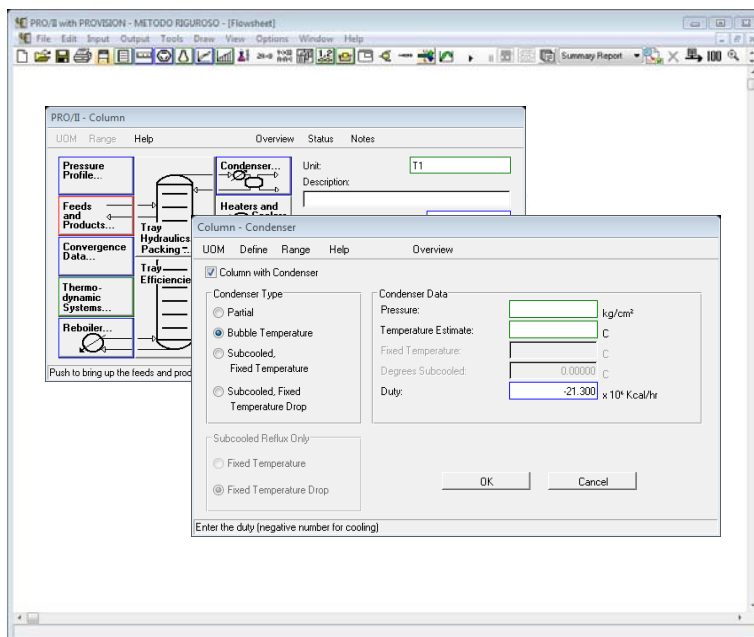 PRO/II with PROVISION - METODO RIGUROSO - [Flowsheet]
File Edit Input Output Tools Draw View Options Window Help
Summary Report
100
PRO/II - Column
UOM Range Help Overview Status Notes
Pressure
Profile...
Feeds
and
Products...
Convergence
Data...
Thermo-
dynamic
Systems...
Reboiler...
Tray
Hydraulics
Packing
Tray
Efficiencie
Condenser...
Heaters and
Unit: T1
Description:
Push to bring up the feeds and prod
Column - Condenser
UOM Define Range Help Overview
Column with Condenser
Condenser Type
Partial
Bubble Temperature
Subcooled,
Fixed Temperature
Subcooled, Fixed
Temperature Drop
Subcooled Reflux Only
Fixed Temperature
Fixed Temperature Drop
Condenser Data
Pressure: kg/cm²
Temperature Estimate: C
Fixed Temperature: C
Degrees Subcooled: 0.00000 C
Duty: -21.300 x 10⁶ Kcal/hr
OK Cancel
Enter the duty (negative number for cooling)